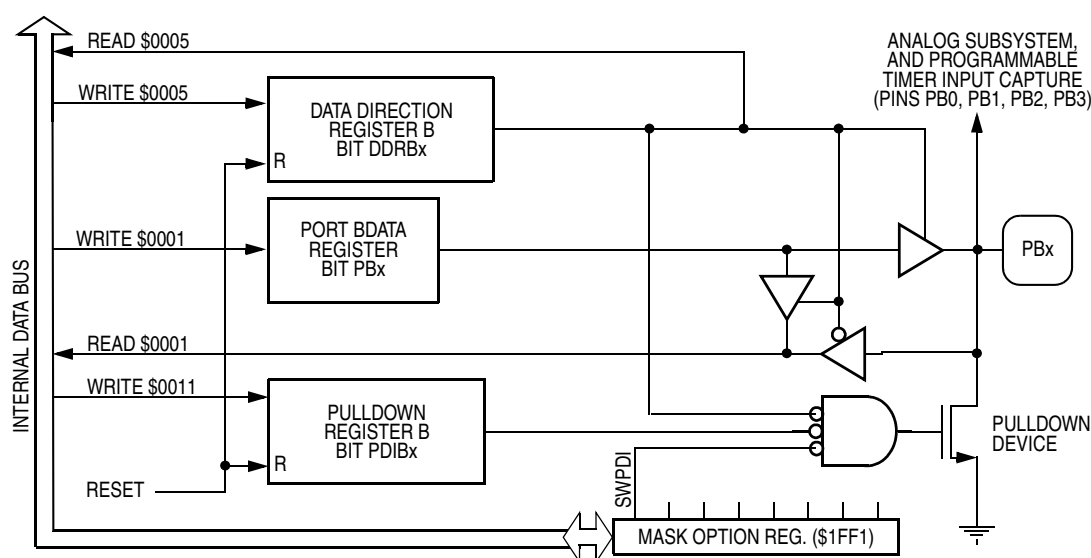 READ $0005
WRITE $0005
DATA DIRECTION
REGISTER B
BIT DDRBx
R
ANALOG SUBSYSTEM,
AND PROGRAMMABLE
TIMER INPUT CAPTURE
(PINS PB0, PB1, PB2, PB3)
WRITE $0001
PORT BDATA
REGISTER
BIT PBx
PBx
INTERNAL DATA BUS
READ $0001
WRITE $0011
PULLDOWN
REGISTER B
BIT PDIBx
R
RESET
PULLDOWN
DEVICE
SWPDI
MASK OPTION REG. ($1FF1)